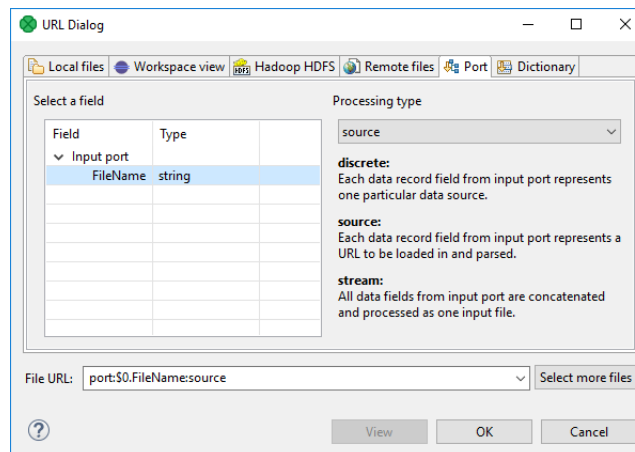 URL Dialog
Local files
Workspace view
Hadoop HDFS
Remote files
Port
Dictionary
Select a field
Field Type
Input port
FileName string
Processing type
source
discrete:
Each data record field from input port represents
one particular data source.
source:
Each data record field from input port represents a
URL to be loaded in and parsed.
stream:
All data fields from input port are concatenated
and processed as one input file.
File URL: port:$0.FileName:source Select more files
? View OK Cancel